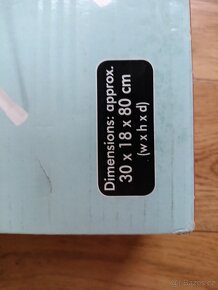 Dimensions: approx.
30 x 18 x 80 cm
(w x h x d)